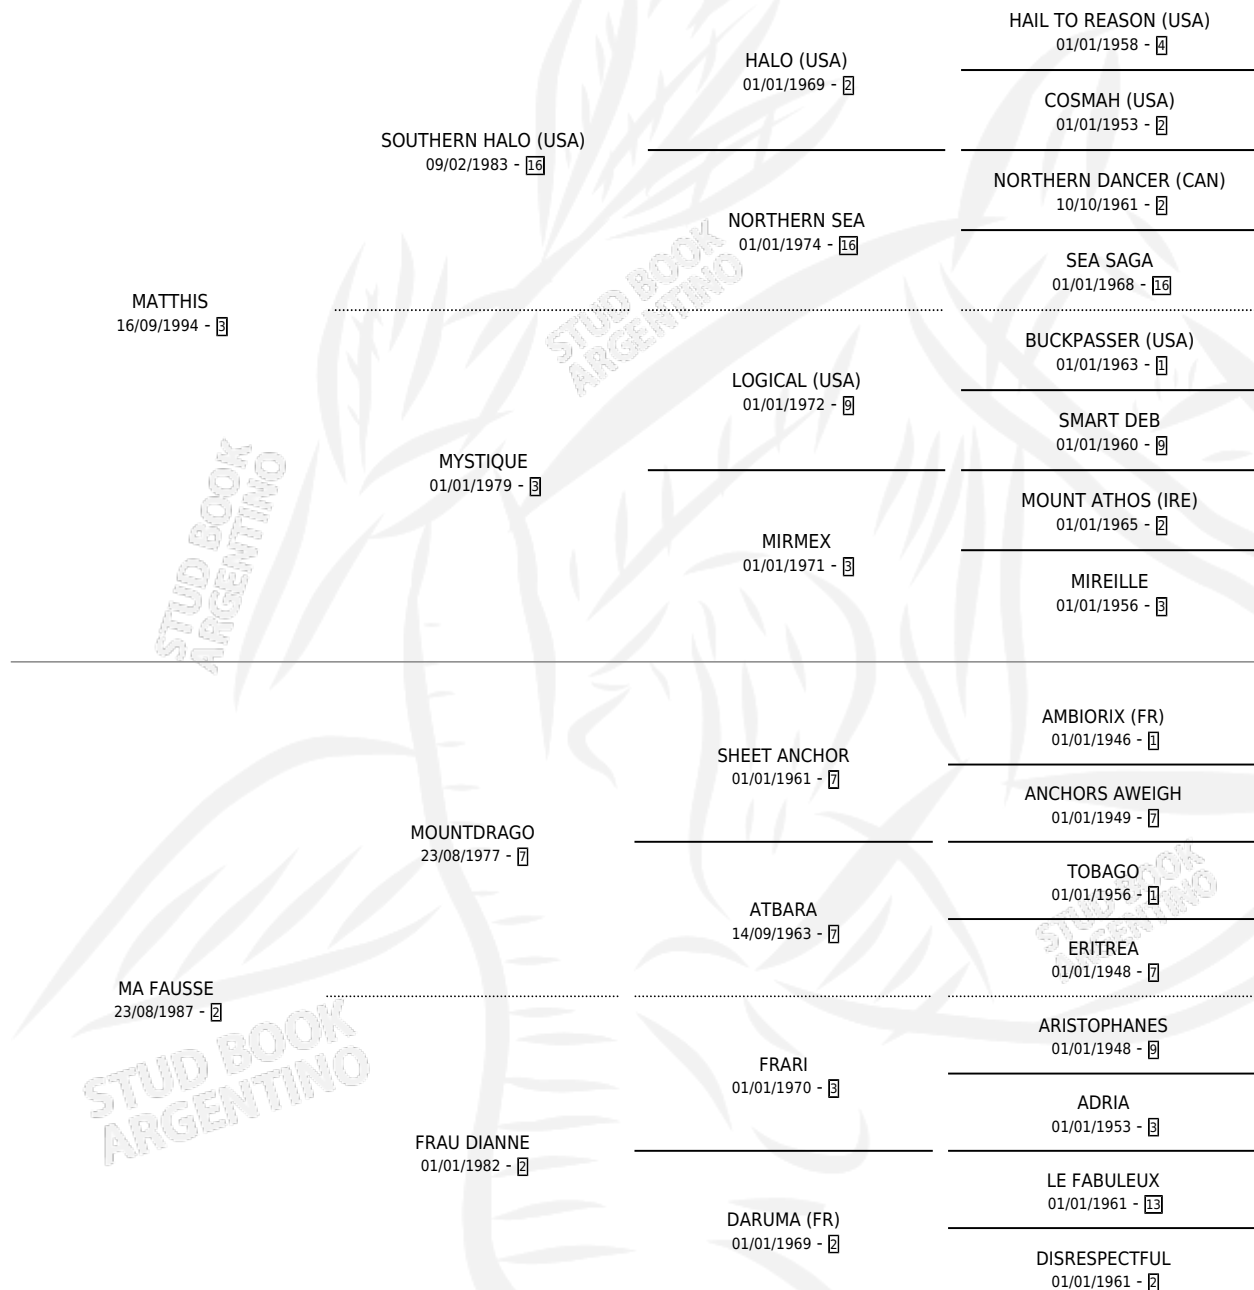 HAIL TO REASON (USA)
01/01/1958 - 4
HALO (USA)
01/01/1969 - 2
COSMAH (USA)
01/01/1953 - 2
SOUTHERN HALO (USA)
09/02/1983 - 16
NORTHERN DANCER (CAN)
10/10/1961 - 2
NORTHERN SEA
01/01/1974 - 16
SEA SAGA
01/01/1968 - 16
MATTHIS
16/09/1994 - 3
STUD BOOK
ARGENTINO
BUCKPASSER (USA)
01/01/1963 - 1
LOGICAL (USA)
01/01/1972 - 9
SMART DEB
01/01/1960 - 9
MYSTIQUE
01/01/1979 - 3
MOUNT ATHOS (IRE)
01/01/1965 - 2
MIRMEX
01/01/1971 - 3
MIREILLE
01/01/1956 - 3
STUD BOOK
ARGENTINO
AMBIORIX (FR)
01/01/1946 - 1
SHEET ANCHOR
01/01/1961 - 7
ANCHORS AWEIGH
01/01/1949 - 7
MOUNTDRAGO
23/08/1977 - 7
TOBAGO
01/01/1956 - 1
ATBARA
14/09/1963 - 7
STUD BOOK
ARGENTINO
ERITREA
01/01/1948 - 7
MA FAUSSE
23/08/1987 - 2
ARISTOPHANES
01/01/1948 - 9
FRARI
01/01/1970 - 3
STUD BOOK
ARGENTINO
ADRIA
01/01/1953 - 3
FRAU DIANNE
01/01/1982 - 2
LE FABULEUX
01/01/1961 - 13
DARUMA (FR)
01/01/1969 - 2
DISRESPECTFUL
01/01/1961 - 2